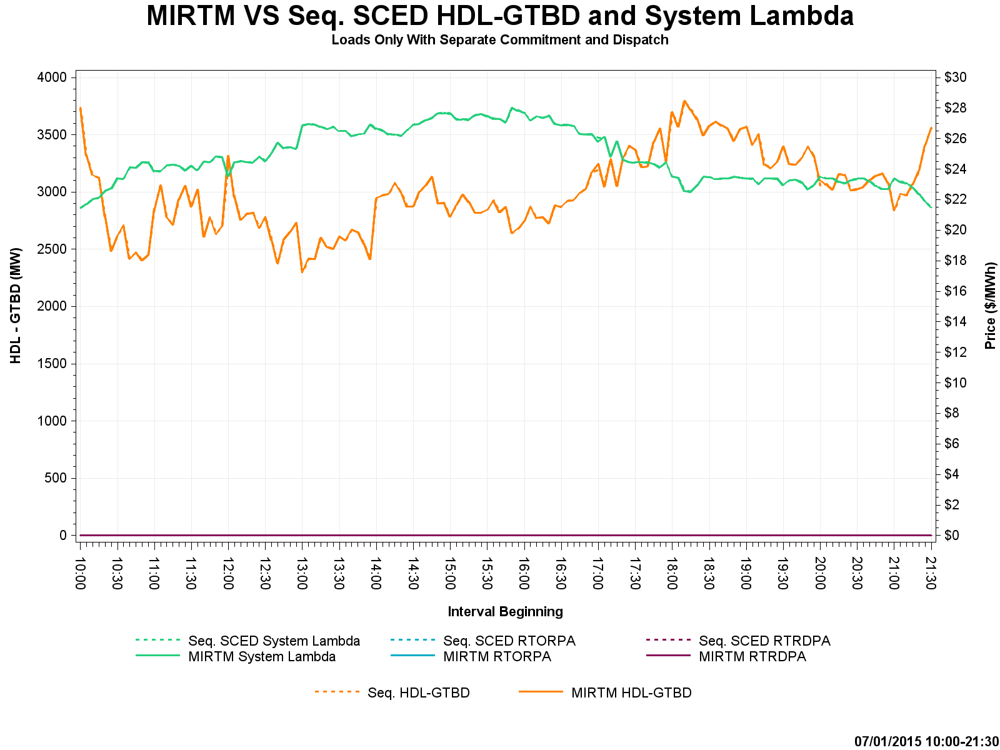 MIRTM VS Seq. SCED HDL-GTBD and System Lambda
Loads Only With Separate Commitment and Dispatch
4000
3500
3000
2500
2000
1500
1000
500
0
HDL - GTBD (MW)
$30
$28
$26
$24
$22
$20
$18
$16
$14
$12
$10
$8
$6
$4
$2
$0
Price ($/MWh)
10:00 10:30 11:00 11:30 12:00 12:30 13:00 13:30 14:00 14:30 15:00 15:30 16:00 16:30 17:00 17:30 18:00 18:30 19:00 19:30 20:00 20:30 21:00 21:30
Interval Beginning
Seq. SCED System Lambda Seq. SCED RTORPA Seq. SCED RTRDPA
MIRTM System Lambda MIRTM RTORPA MIRTM RTRDPA
Seq. HDL-GTBD MIRTM HDL-GTBD
07/01/2015 10:00-21:30